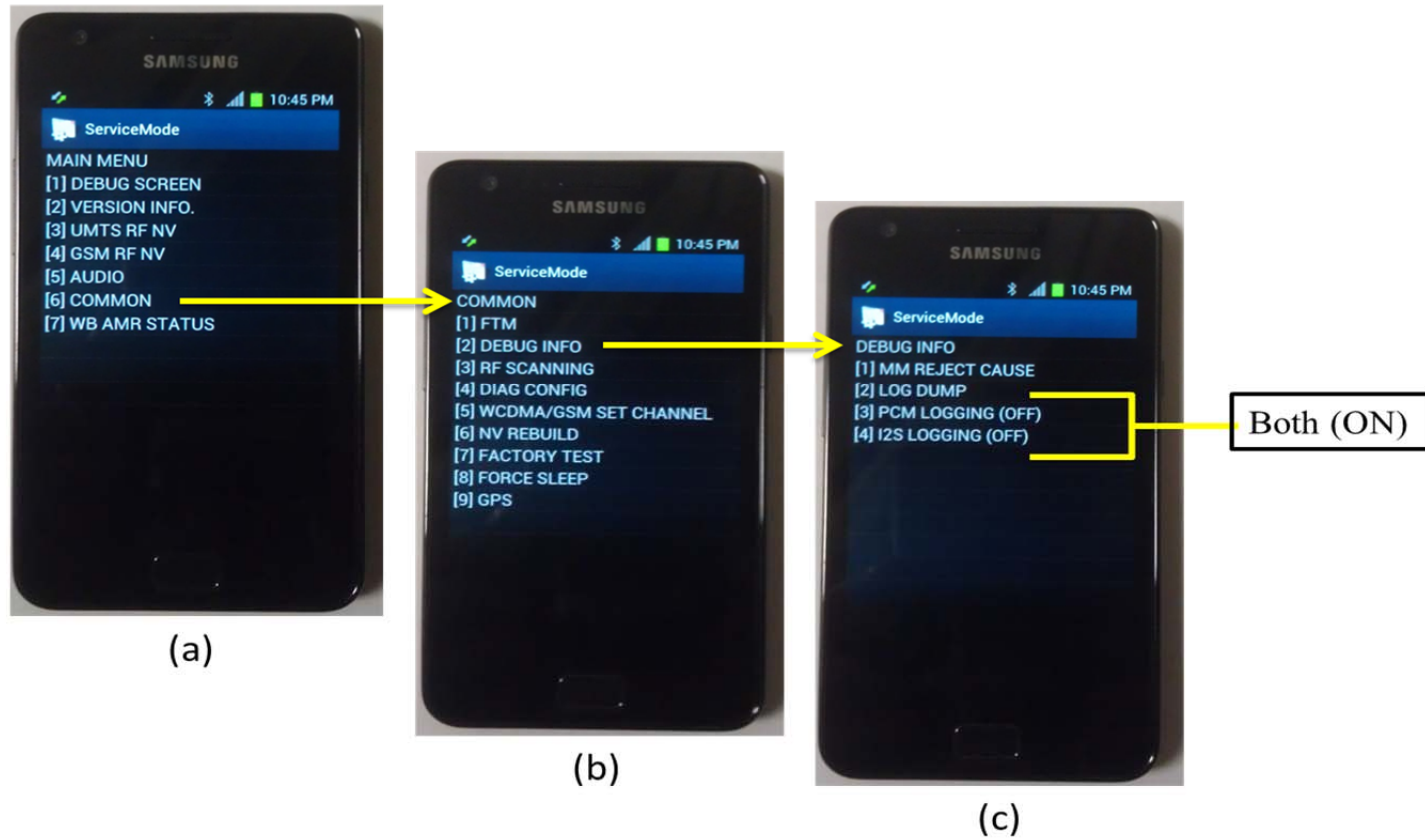 SAMSUNG
10:45 PM
ServiceMode
MAIN MENU
[1] DEBUG SCREEN
[2] VERSION INFO.
[3] UMTS RF NV
[4] GSM RF NV
[5] AUDIO
[6] COMMON
[7] WB AMR STATUS
(a)
SAMSUNG
10:45 PM
ServiceMode
COMMON
[1] FTM
[2] DEBUG INFO
[3] RF SCANNING
[4] DIAG CONFIG
[5] WCDMA/GSM SET CHANNEL
[6] NV REBUILD
[7] FACTORY TEST
[8] FORCE SLEEP
[9] GPS
(b)
SAMSUNG
10:45 PM
ServiceMode
DEBUG INFO
[1] MM REJECT CAUSE
[2] LOG DUMP
[3] PCM LOGGING (OFF)
[4] I2S LOGGING (OFF)
(c)
Both (ON)